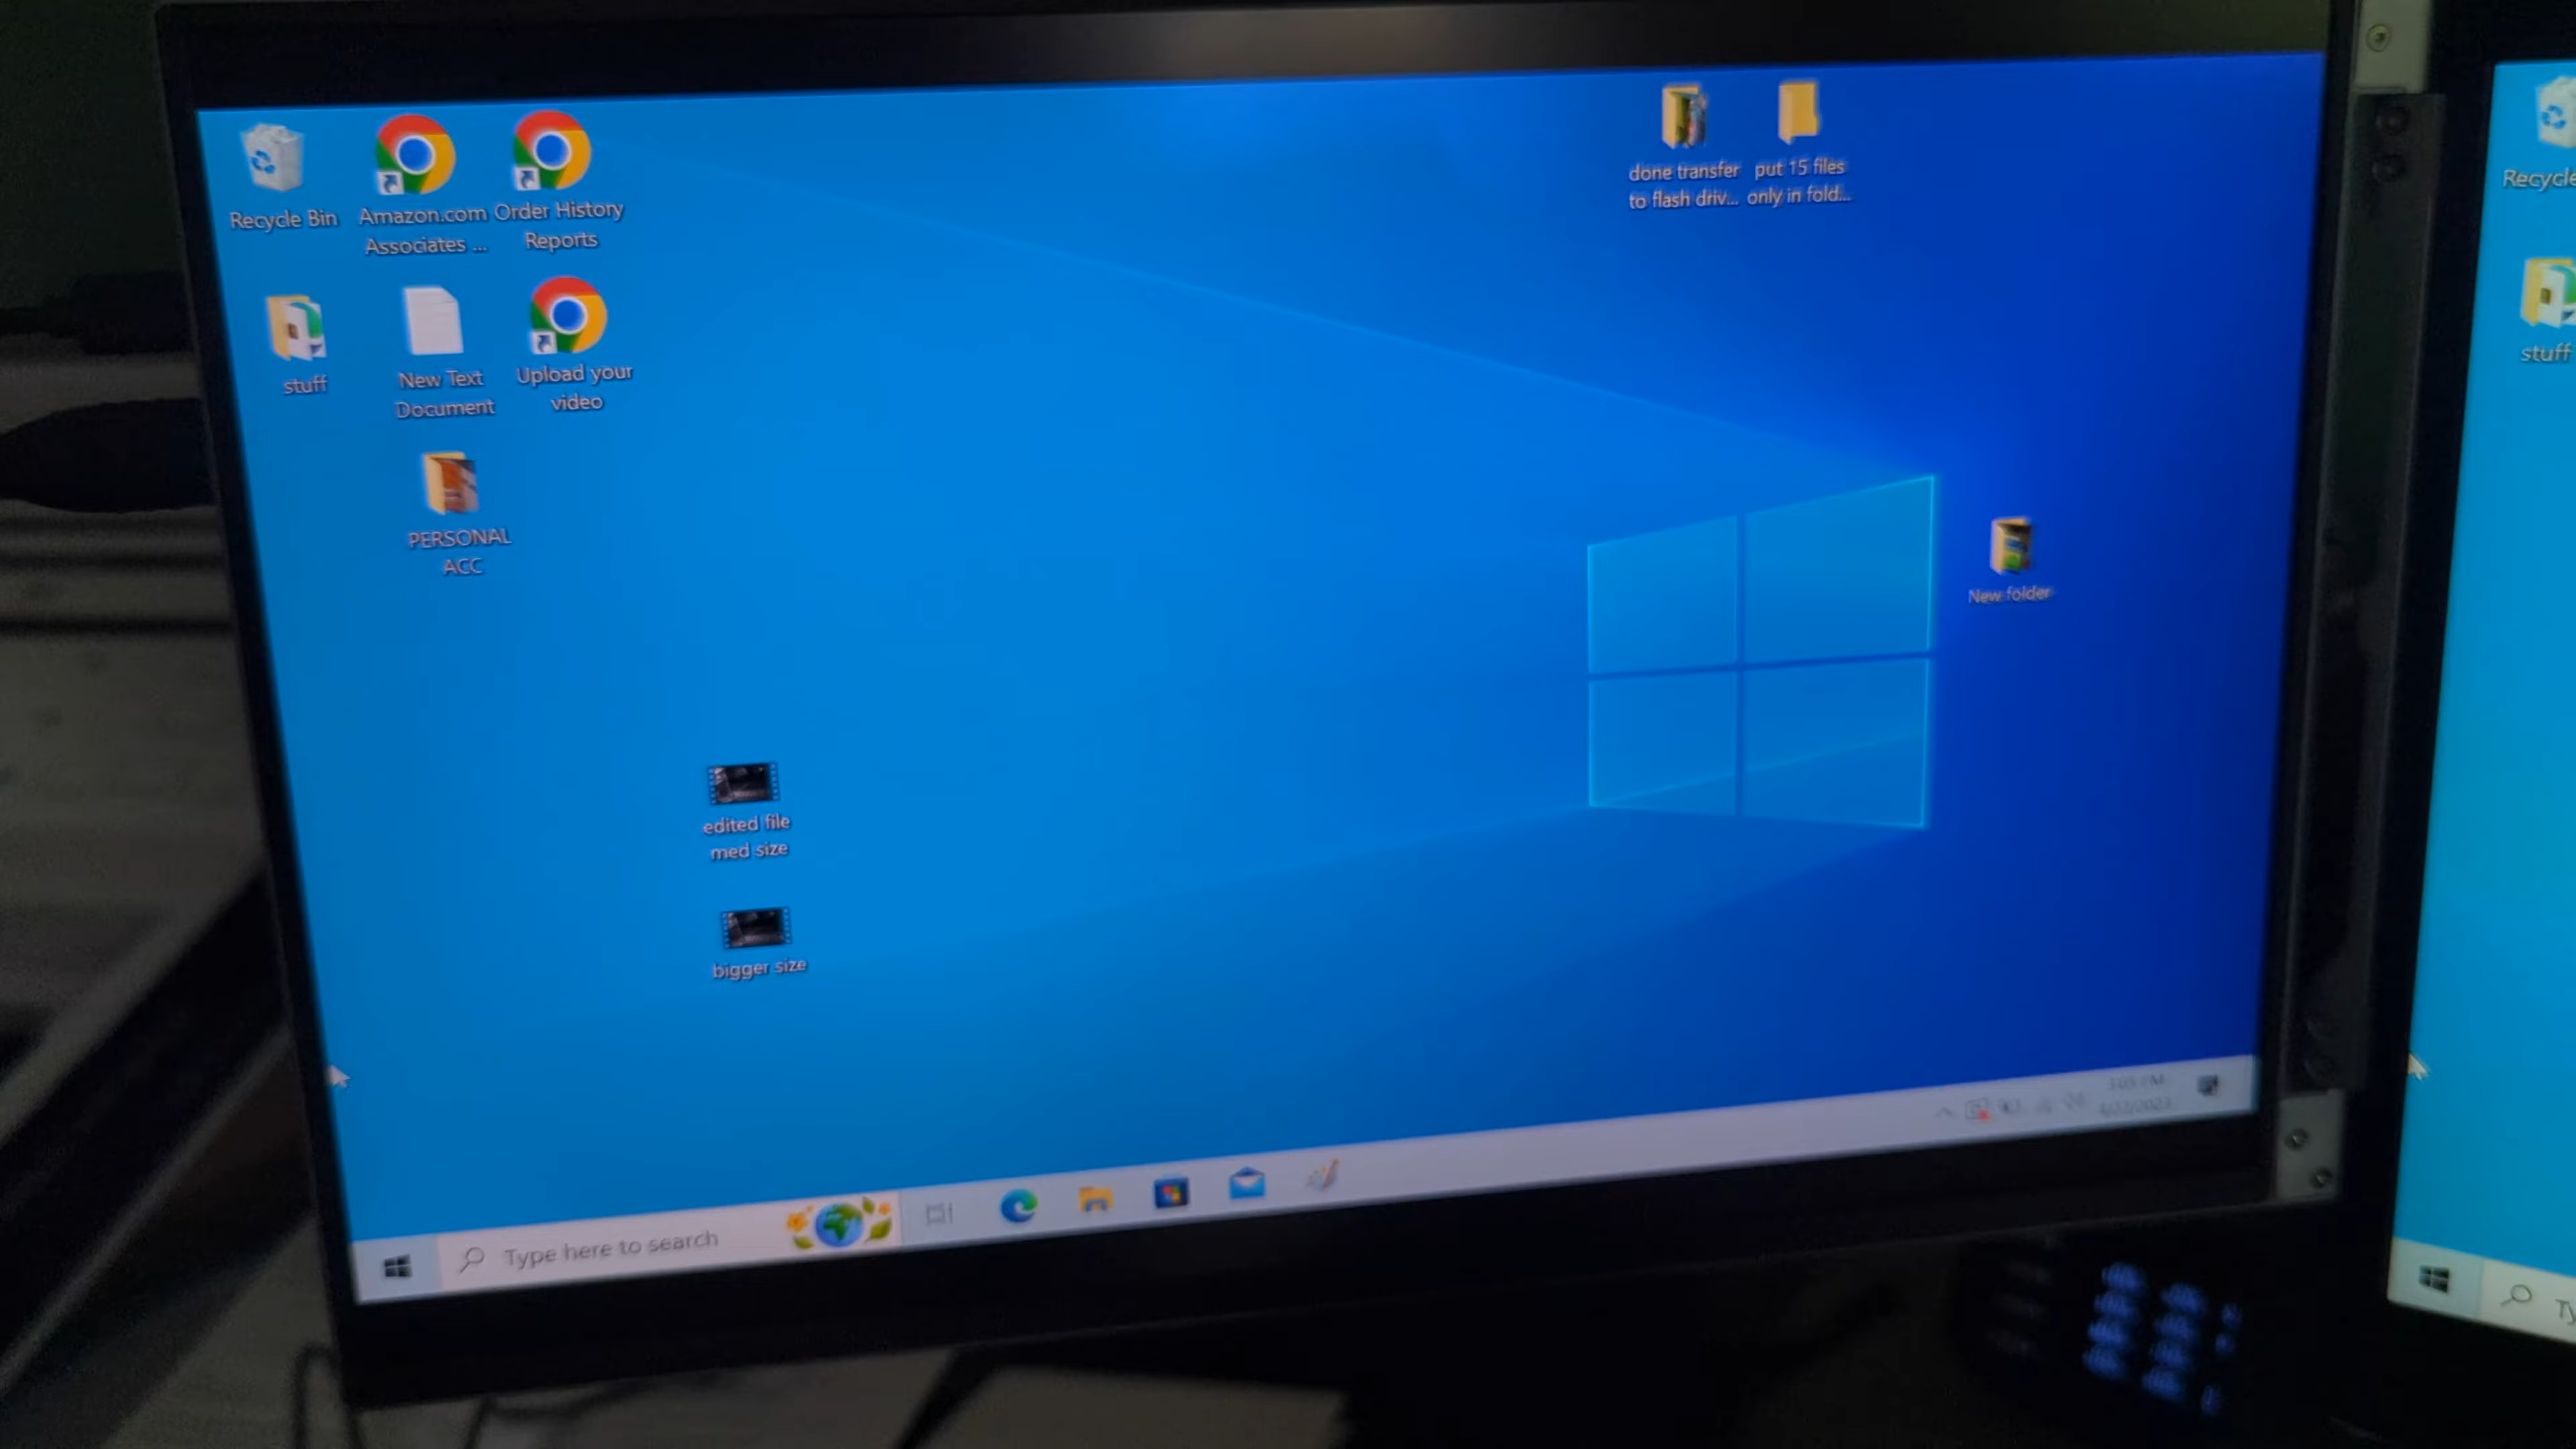 Recycle Bin
Amazon.com
Associates ...
Order History
Reports
done transfer
to flash driv...
put 15 files
only in fold...
stuff
New Text
Document
Upload your
video
PERSONAL
ACC
New folder
edited file
med size
bigger size
Type here to search
Recycle
stuff
Ty